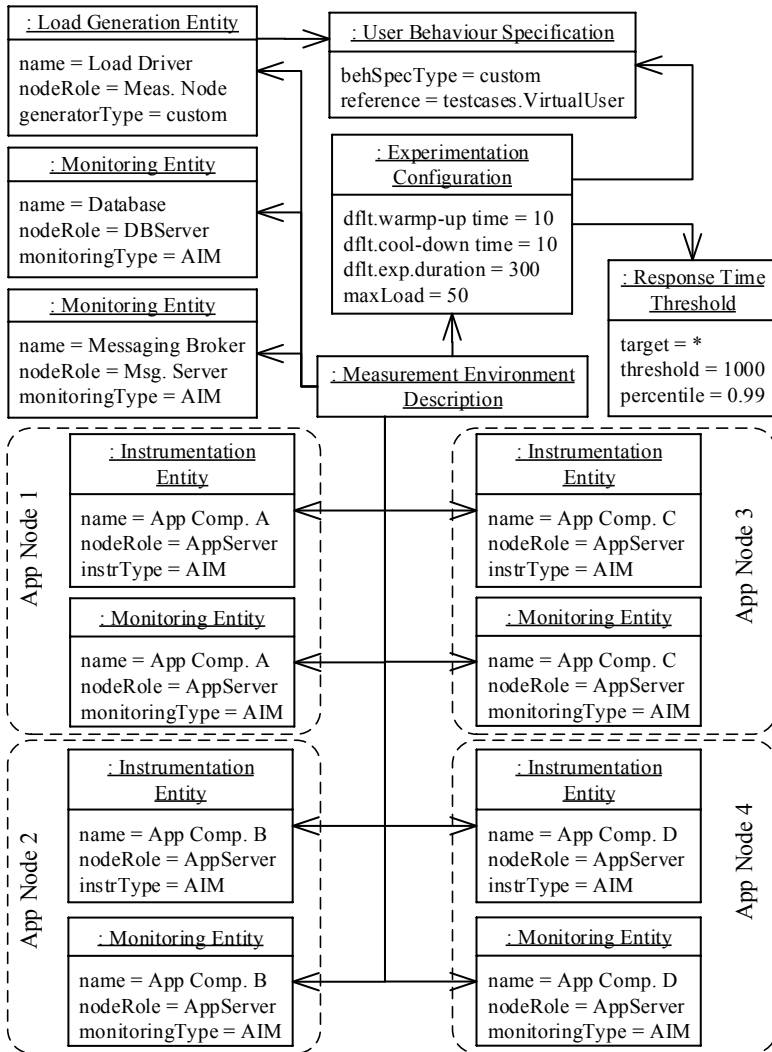 : Load Generation Entity
name = Load Driver
nodeRole = Meas. Node
generatorType = custom
: User Behaviour Specification
behSpecType = custom
reference = testcases.VirtualUser
: Monitoring Entity
name = Database
nodeRole = DBServer
monitoringType = AIM
: Experimentation
Configuration
dflt.warmp-up time = 10
dflt.cool-down time = 10
dflt.exp.duration = 300
maxLoad = 50
: Response Time
Threshold
target = *
threshold = 1000
percentile = 0.99
: Monitoring Entity
name = Messaging Broker
nodeRole = Msg. Server
monitoringType = AIM
: Measurement Environment
Description
App Node 1
: Instrumentation
Entity
name = App Comp. A
nodeRole = AppServer
instrType = AIM
: Monitoring Entity
name = App Comp. A
nodeRole = AppServer
monitoringType = AIM
: Instrumentation
Entity
name = App Comp. C
nodeRole = AppServer
instrType = AIM
: Monitoring Entity
name = App Comp. C
nodeRole = AppServer
monitoringType = AIM
App Node 3
App Node 2
: Instrumentation
Entity
name = App Comp. B
nodeRole = AppServer
instrType = AIM
: Monitoring Entity
name = App Comp. B
nodeRole = AppServer
monitoringType = AIM
: Instrumentation
Entity
name = App Comp. D
nodeRole = AppServer
instrType = AIM
: Monitoring Entity
name = App Comp. D
nodeRole = AppServer
monitoringType = AIM
App Node 4